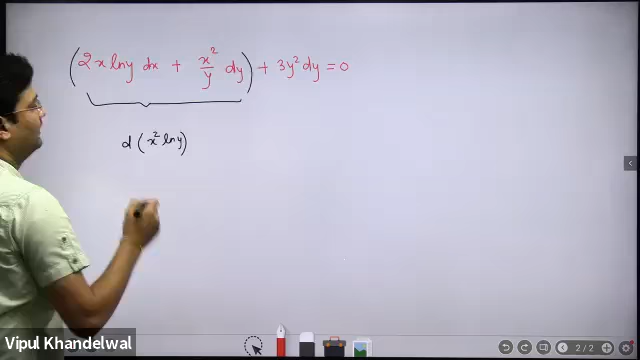 (2x lny dx + x²/y dy) + 3y² dy = 0
d (x² lny)
Vipul Khandelwal
2 / 2